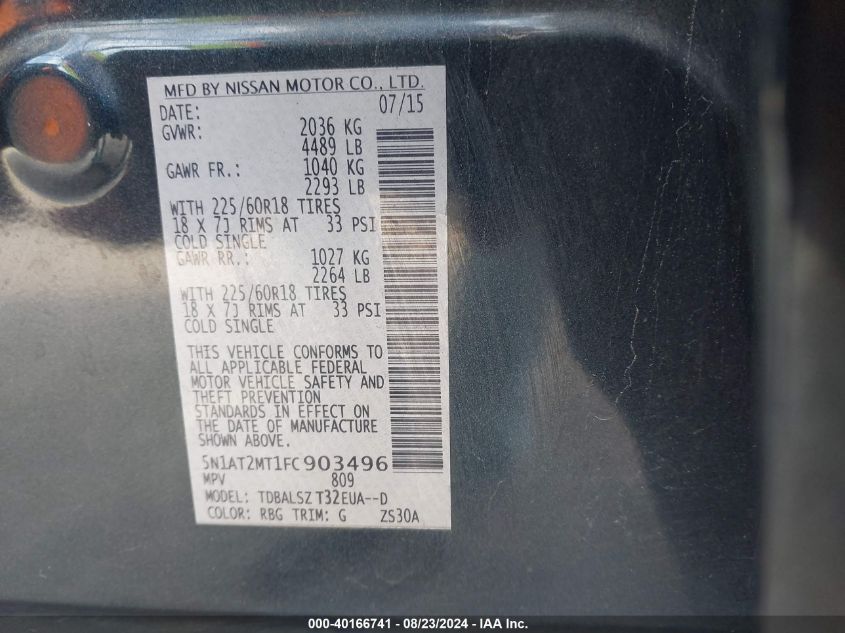 MFD BY NISSAN MOTOR CO., LTD.
DATE: 07/15
GVWR: 2036 KG
4489 LB
GAWR FR.: 1040 KG
2293 LB
WITH 225/60R18 TIRES
18 X 7J RIMS AT 33 PSI
COLD SINGLE
GAWR RR.: 1027 KG
2264 LB
WITH 225/60R18 TIRES
18 X 7J RIMS AT 33 PSI
COLD SINGLE
THIS VEHICLE CONFORMS TO
ALL APPLICABLE FEDERAL
MOTOR VEHICLE SAFETY AND
THEFT PREVENTION
STANDARDS IN EFFECT ON
THE DATE OF MANUFACTURE
SHOWN ABOVE.
5N1AT2MT1FC903496
MPV 809
MODEL: TDBALSZ T32EUA--D
COLOR: RBG TRIM: G ZS30A
000-40166741 / 08/23/2024 - IAA Inc.